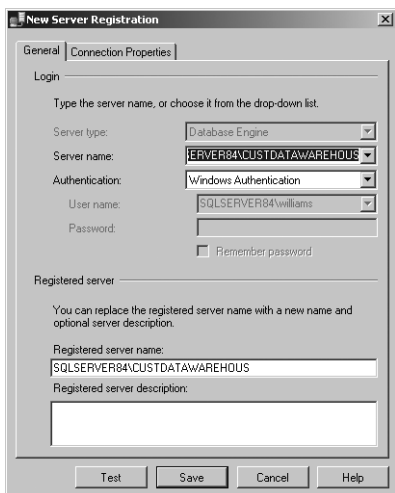 New Server Registration
General Connection Properties
Login
Type the server name, or choose it from the drop-down list.
Server type: Database Engine
Server name: ERVER84\CUSTDATAWAREHOUS
Authentication: Windows Authentication
User name: SQLSERVER84\williams
Password:
Remember password
Registered server
You can replace the registered server name with a new name and
optional server description.
Registered server name:
SQLSERVER84\CUSTDATAWAREHOUS
Registered server description:
Test Save Cancel Help